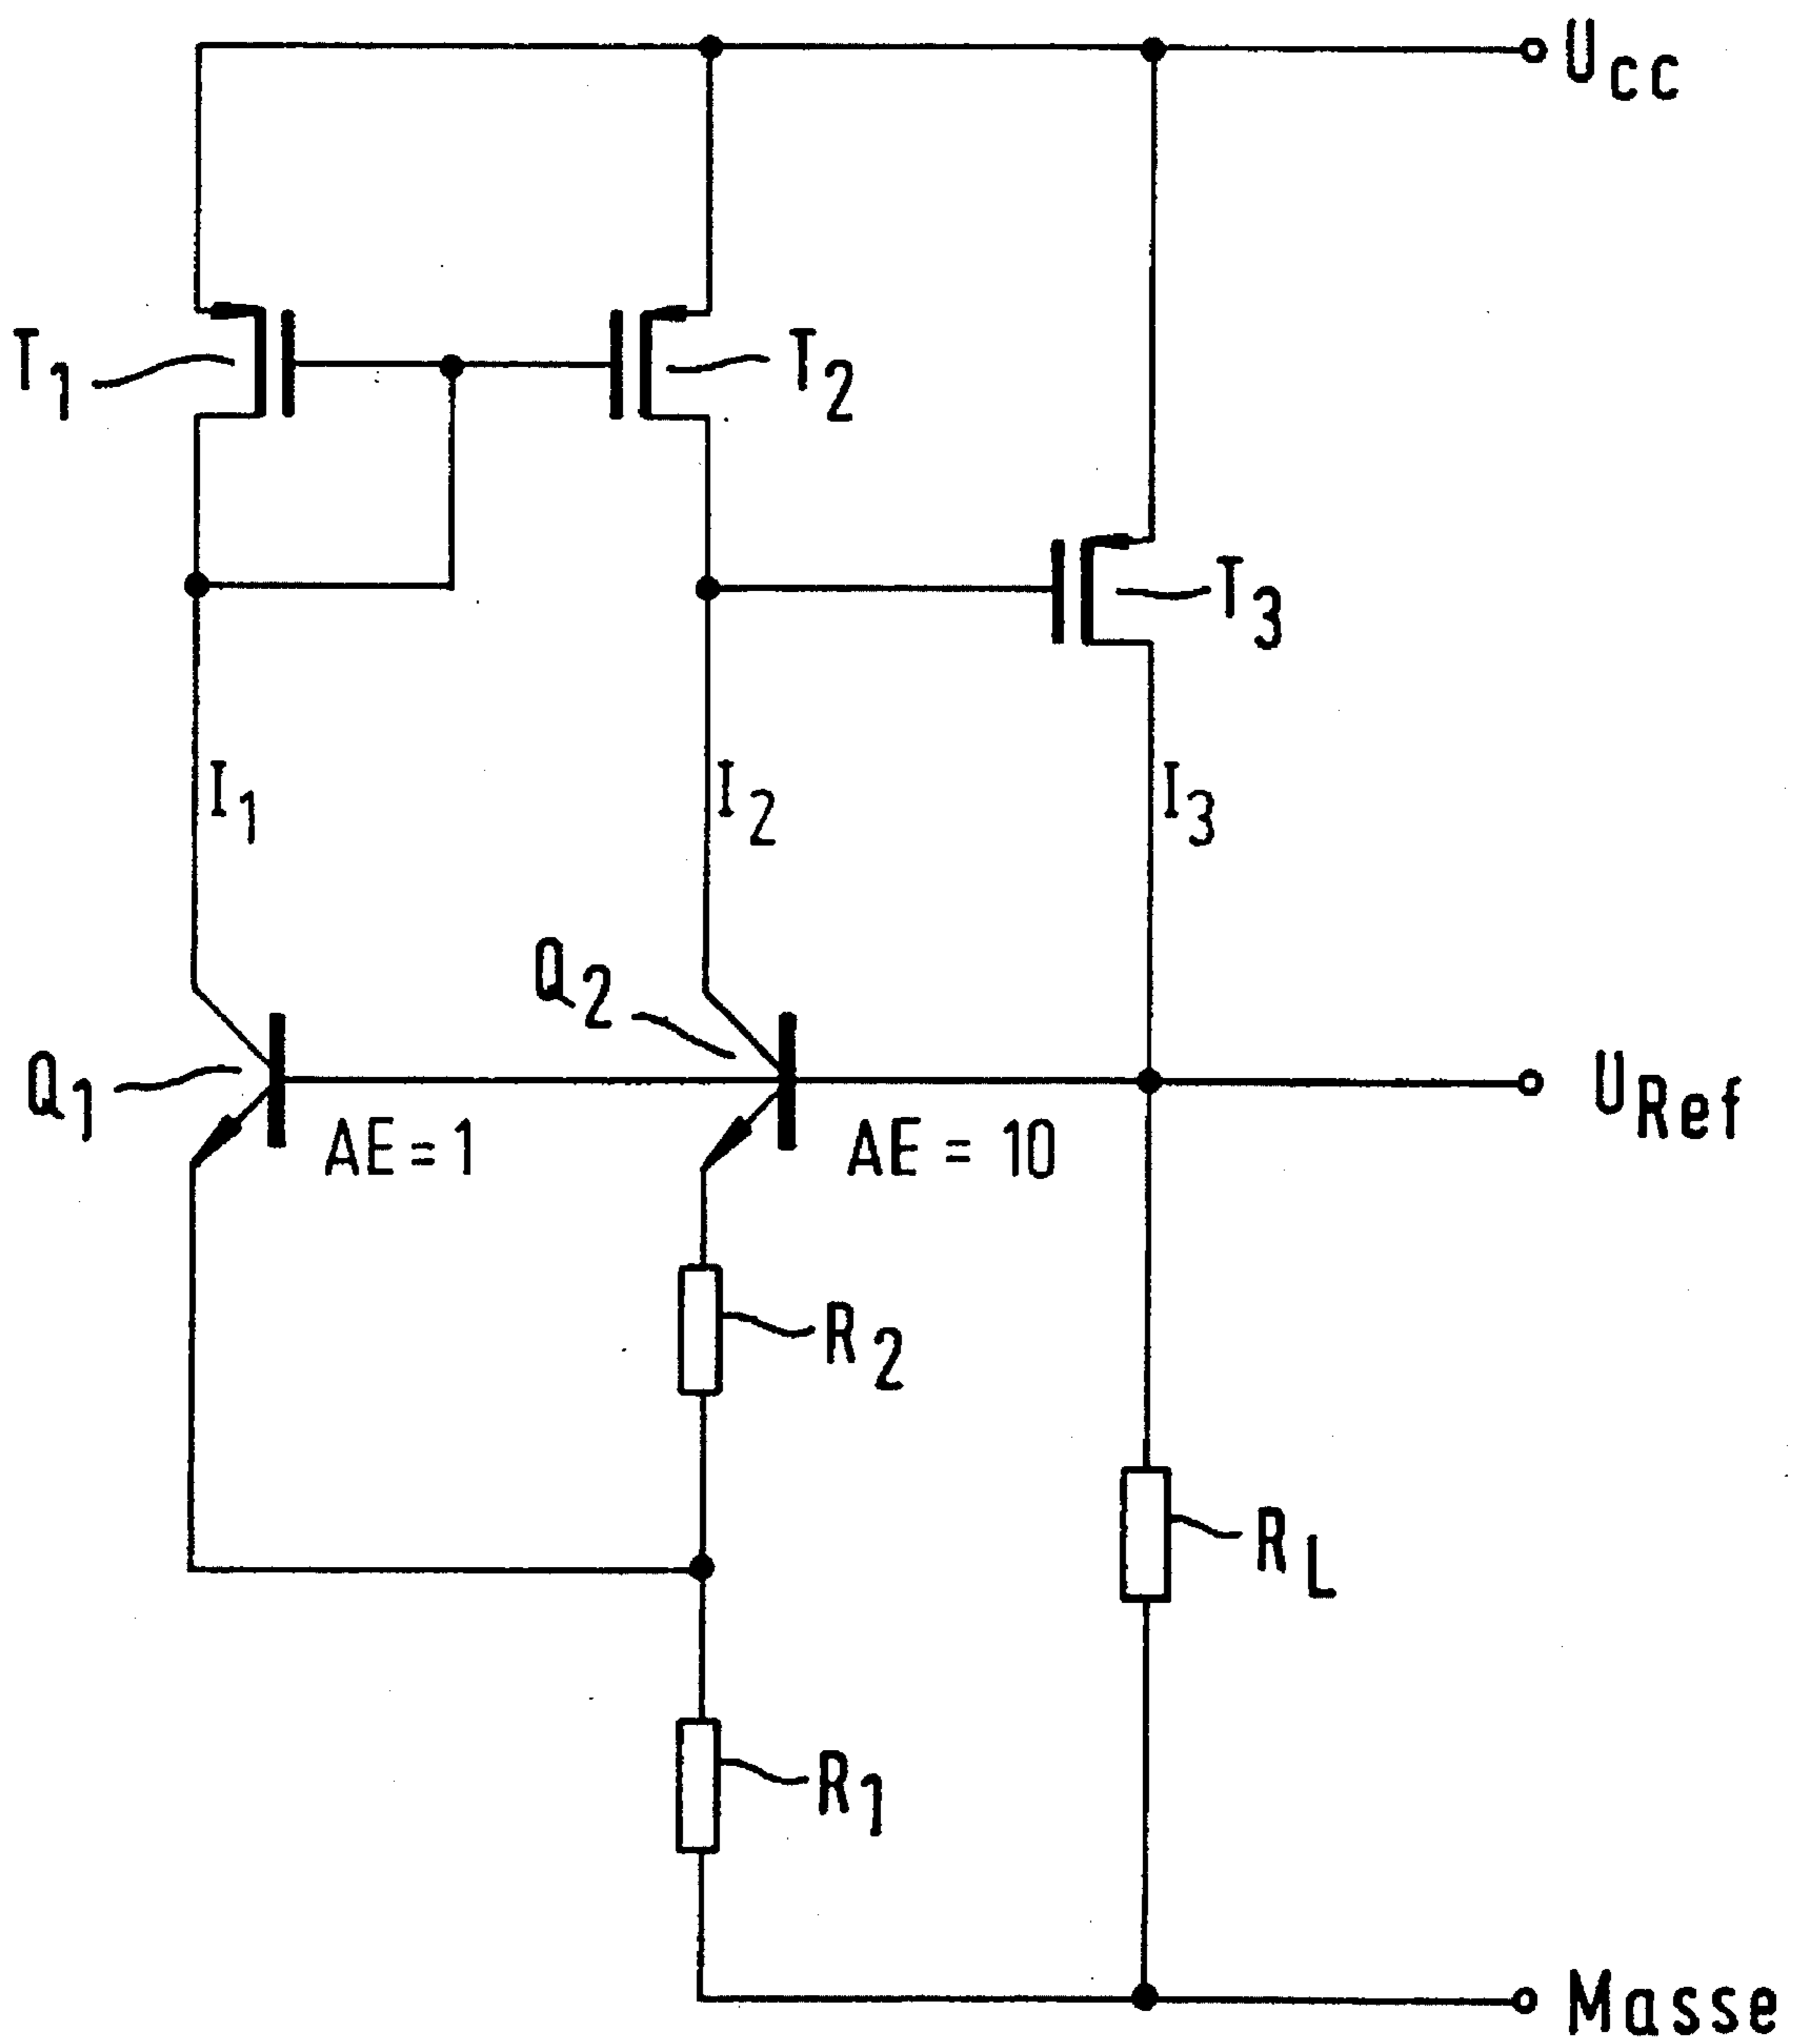 Ucc
T1
T2
T3
I1
I2
I3
Q2
Q1
AE = 1
AE = 10
URef
R2
RL
R1
Masse